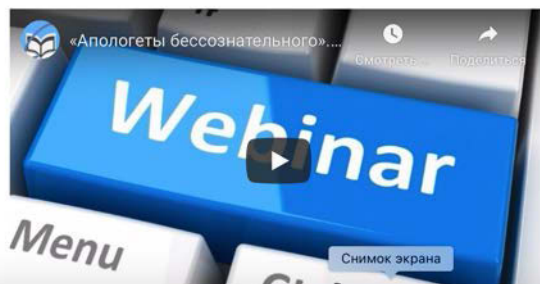 «Апологеты бессознательного»....
Смотреть ...
Поделиться
Webinar
Menu
Снимок экрана